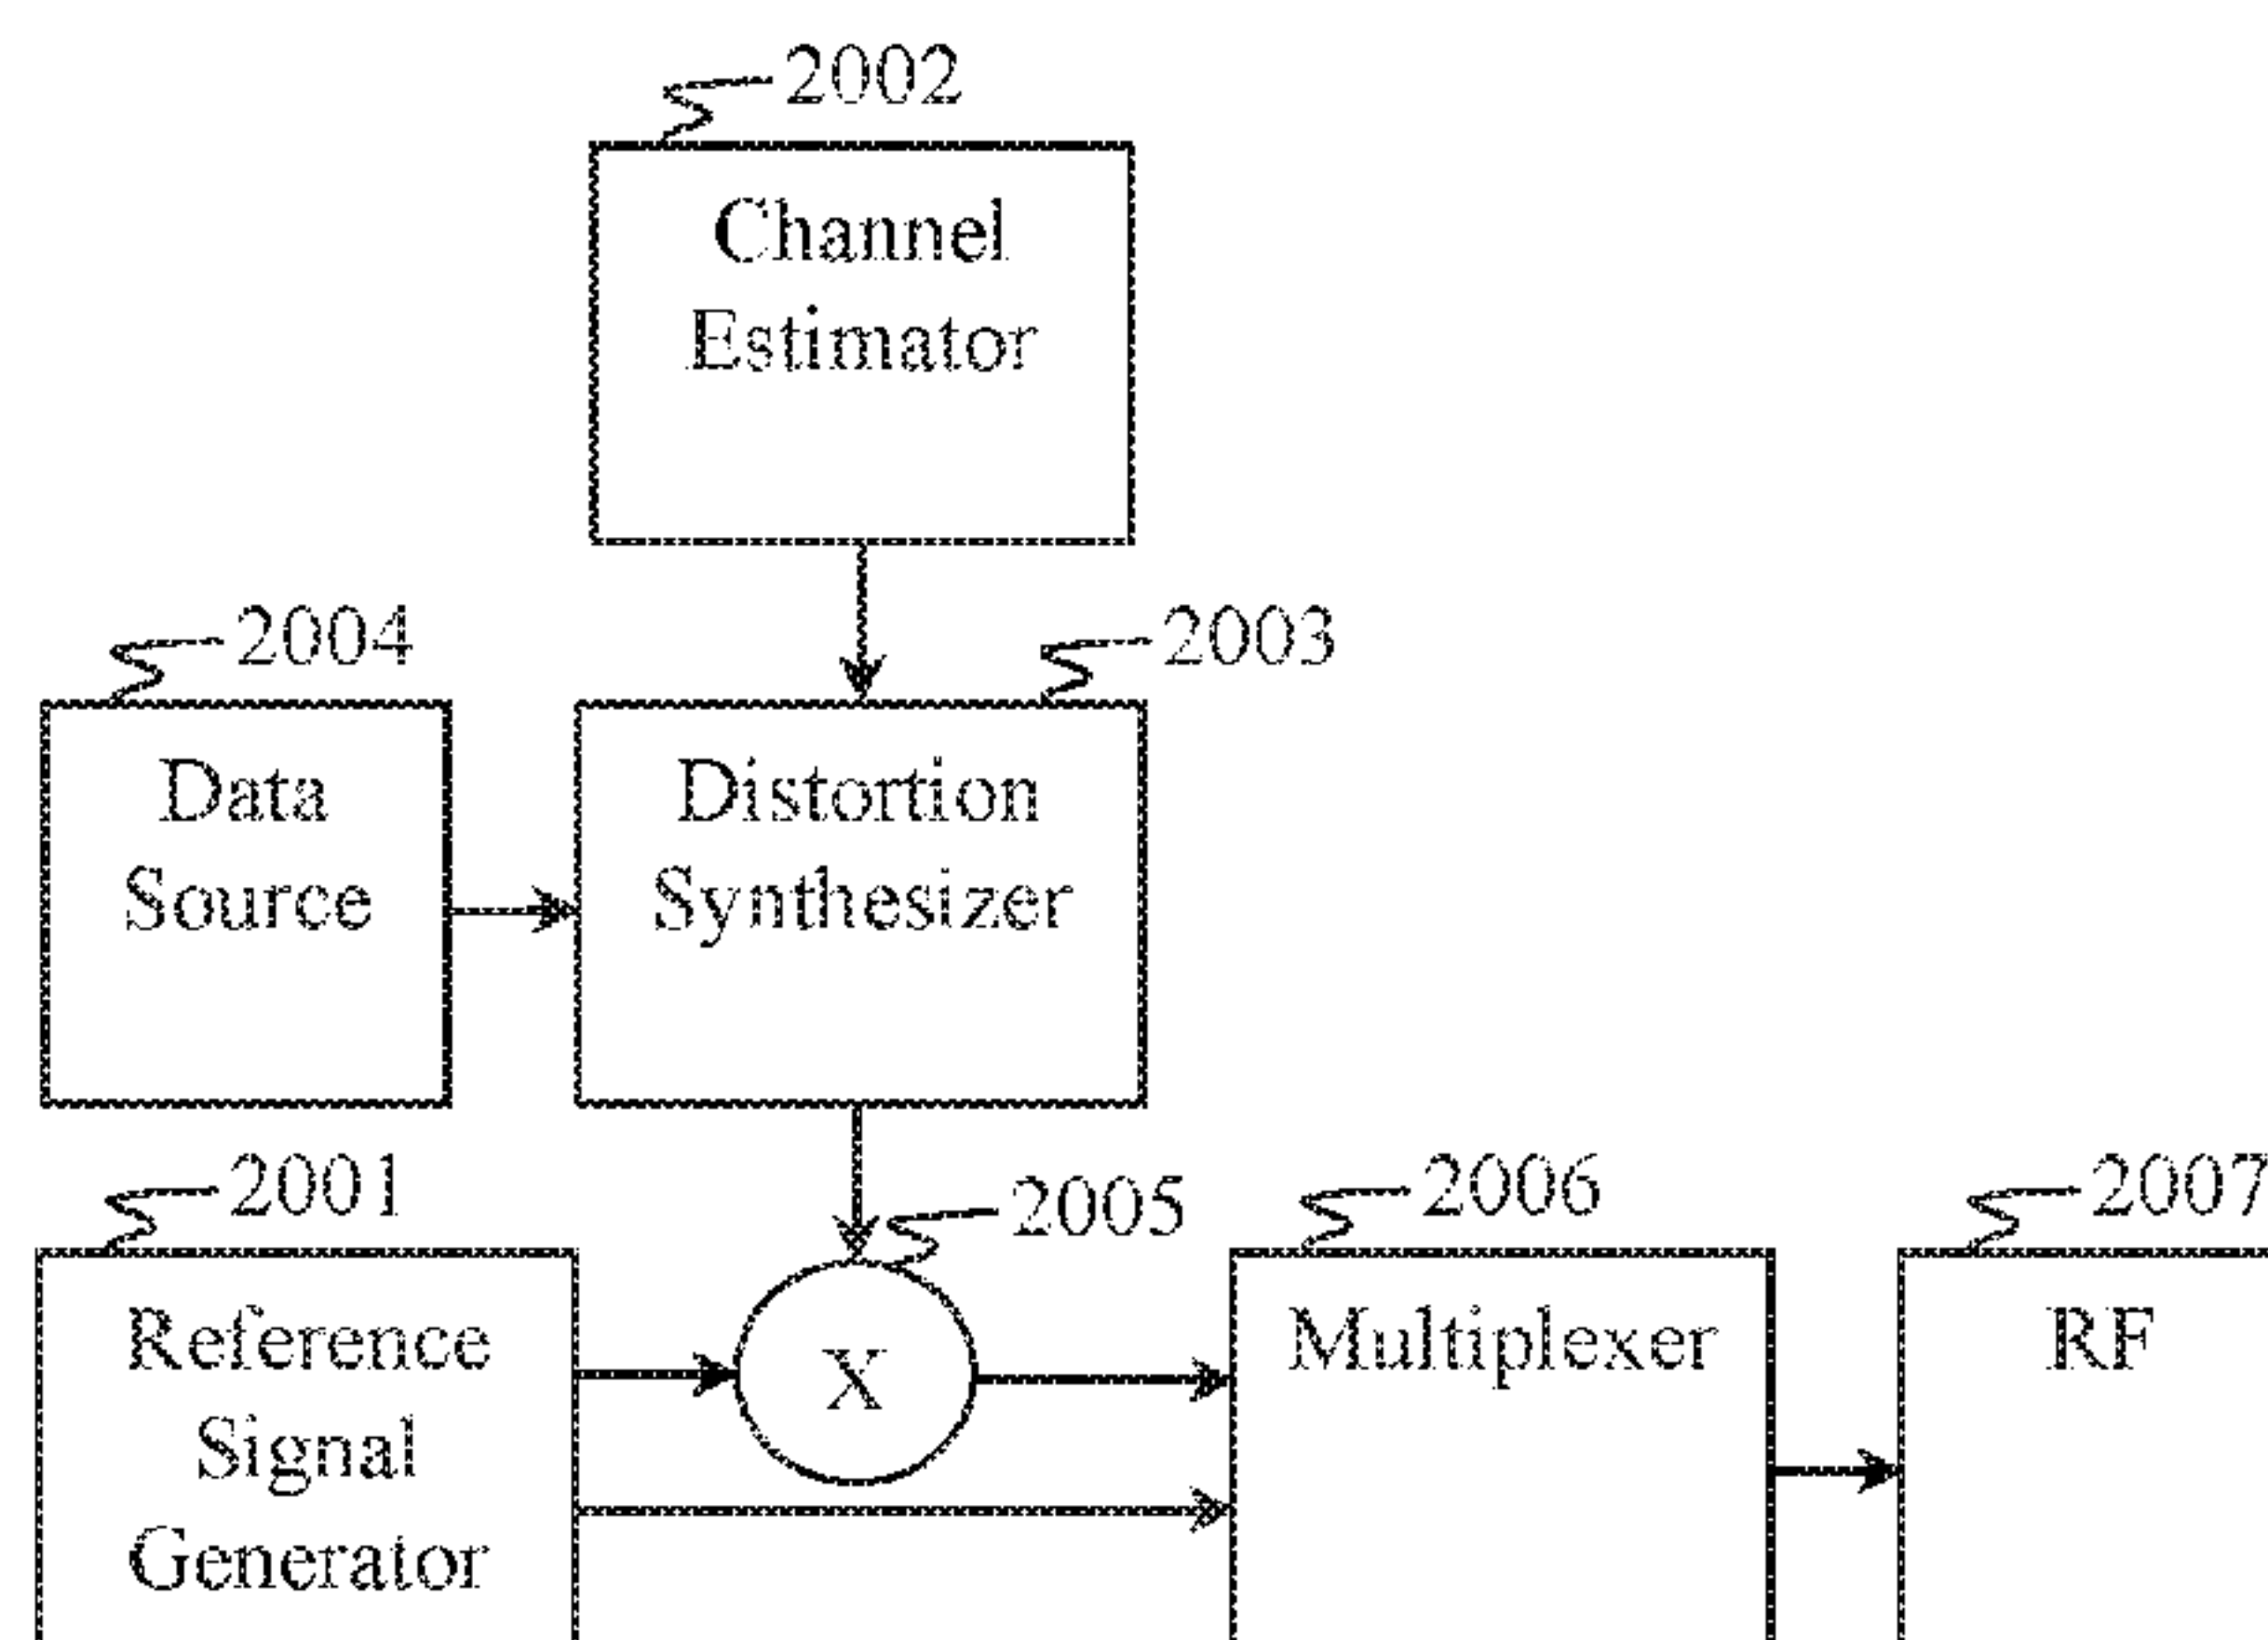 2002
Channel
Estimator
2004
2003
Data
Source
Distortion
Synthesizer
2001
2005
2006
2007
Reference
Signal
Generator
X
Multiplexer
RF